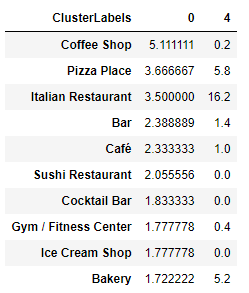 ClusterLabels 0 4
Coffee Shop 5.111111 0.2
Pizza Place 3.666667 5.8
Italian Restaurant 3.500000 16.2
Bar 2.388889 1.4
Café 2.333333 1.0
Sushi Restaurant 2.055556 0.0
Cocktail Bar 1.833333 0.0
Gym / Fitness Center 1.777778 0.4
Ice Cream Shop 1.777778 0.0
Bakery 1.722222 5.2